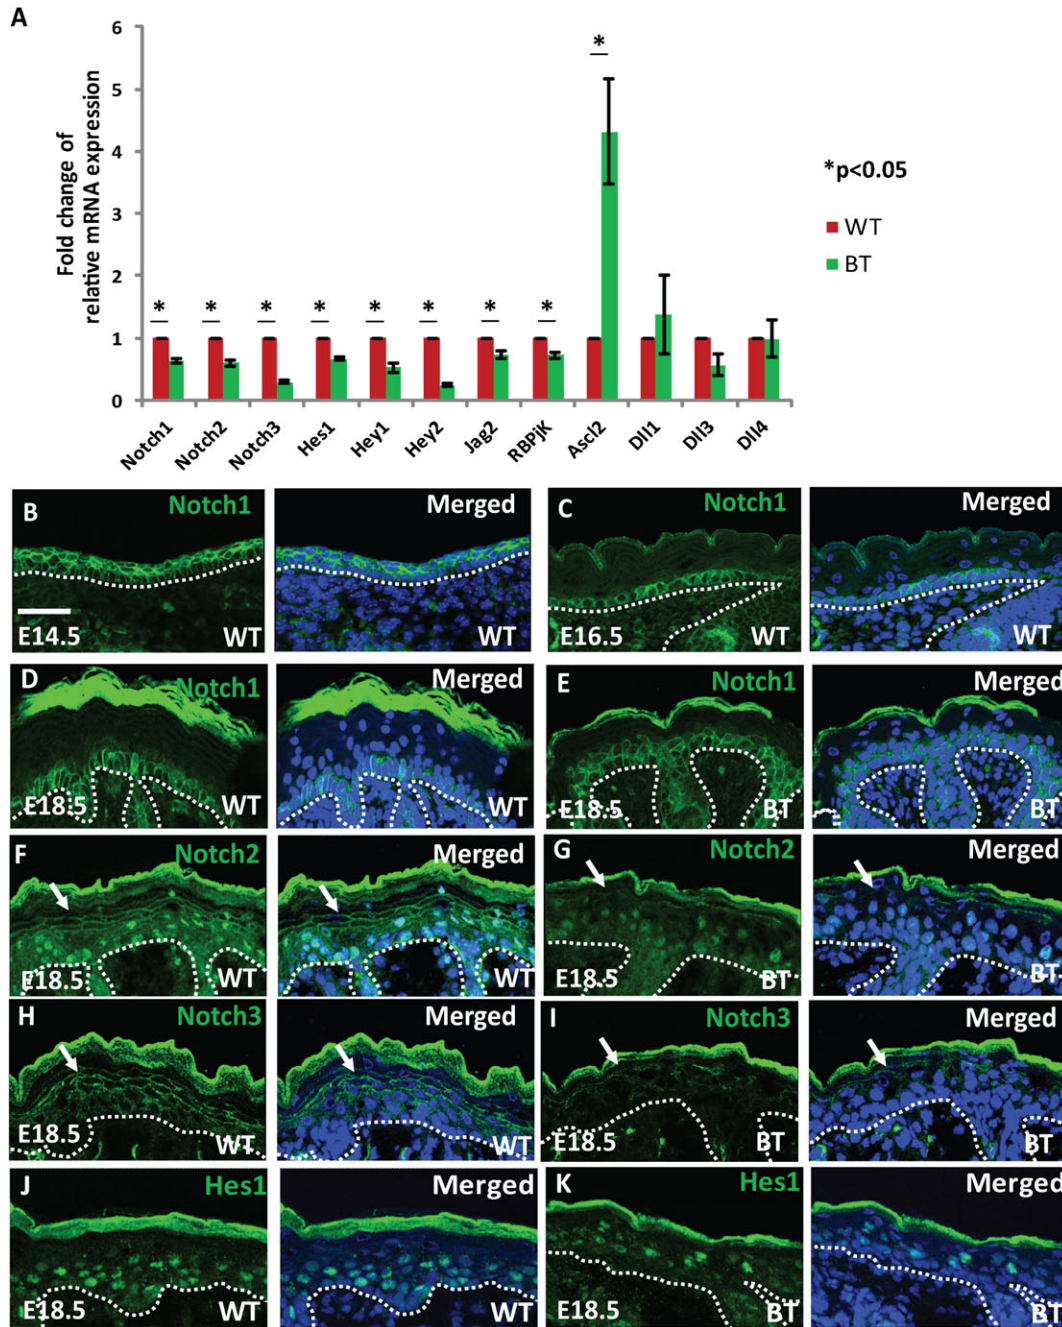 A
Fold change of
relative mRNA expression
6
5
4
3
2
1
0
* * * * * * * * *
Notch1 Notch2 Notch3 Hes1 Hey1 Hey2 Jag2 RBPjK Ascl2 Dll1 Dll3 Dll4
*p<0.05
WT
BT
B Notch1 Merged C Notch1 Merged
E14.5 WT WT E16.5 WT WT
D Notch1 Merged E Notch1 Merged
E18.5 WT WT E18.5 BT BT
F Notch2 Merged G Notch2 Merged
E18.5 WT WT E18.5 BT BT
H Notch3 Merged I Notch3 Merged
E18.5 WT WT E18.5 BT BT
J Hes1 Merged K Hes1 Merged
E18.5 WT WT E18.5 BT BT